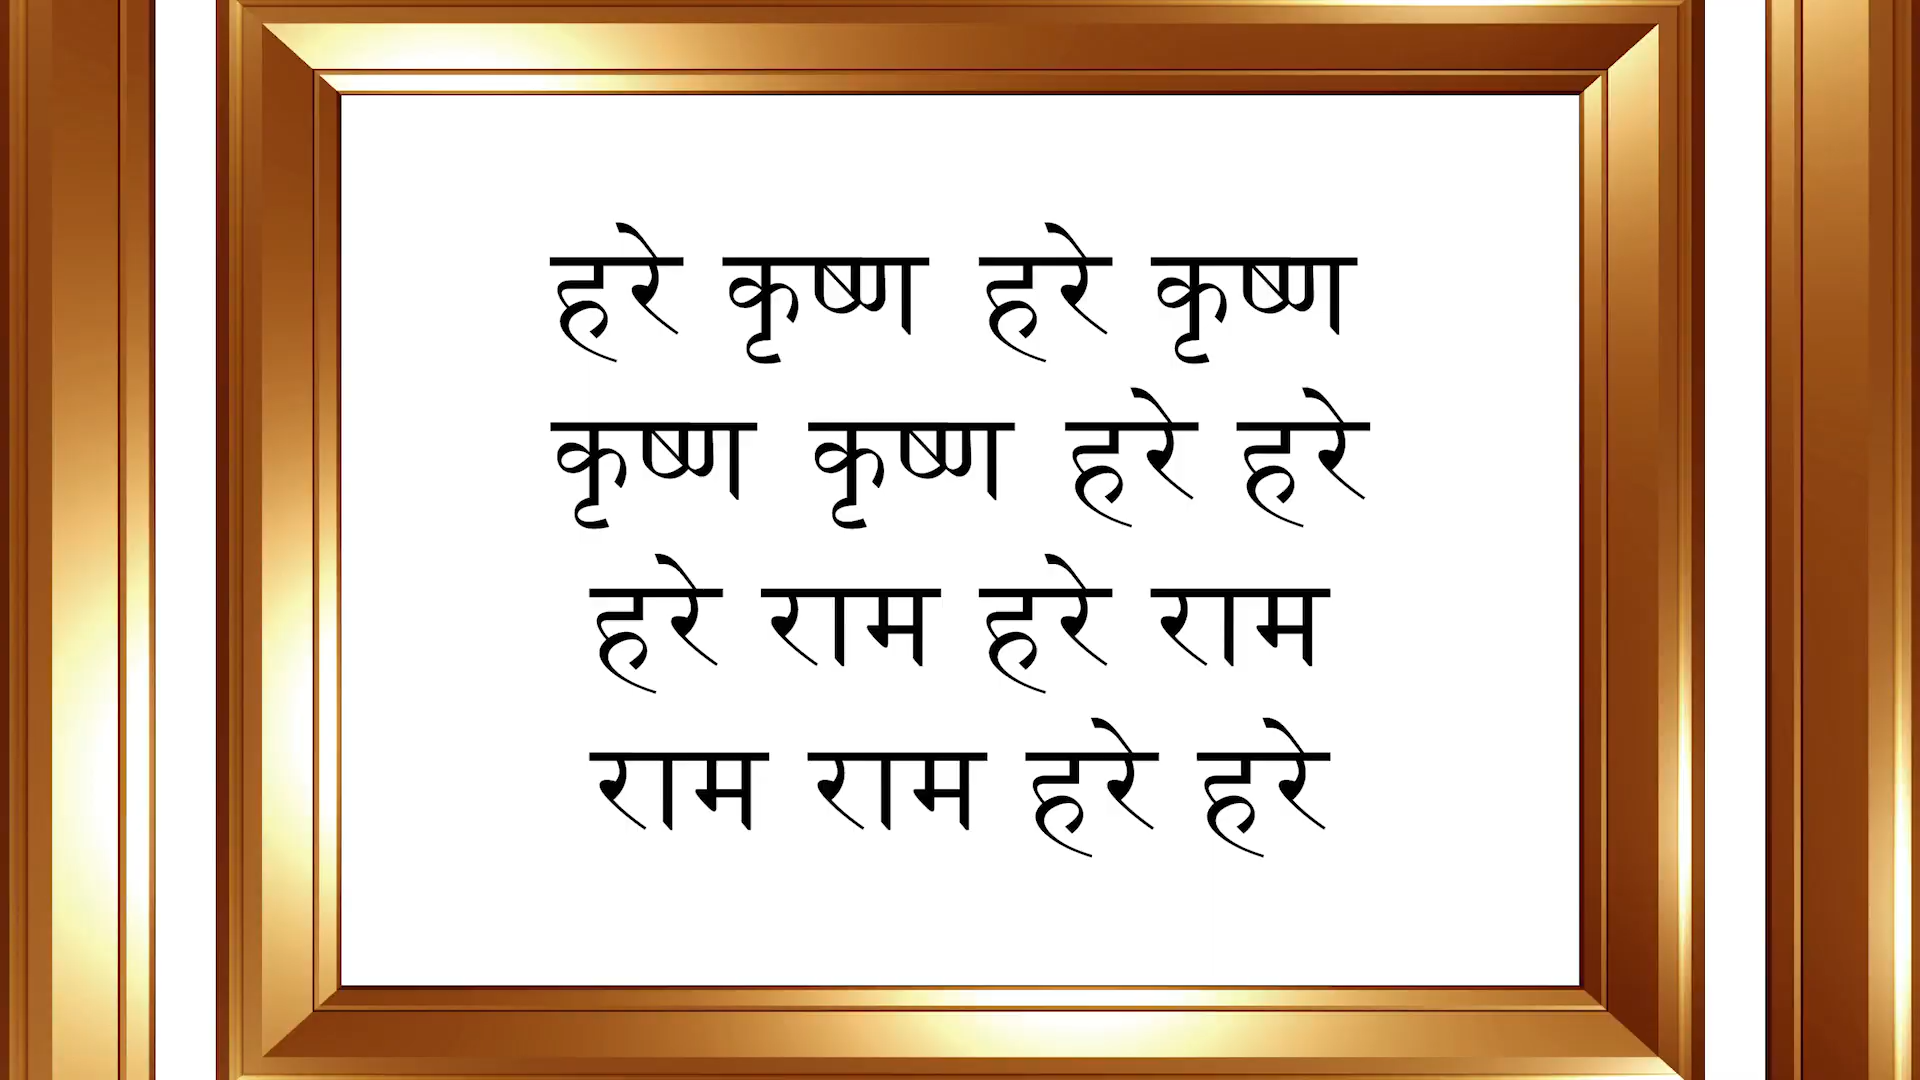 हरे कृष्ण हरे कृष्ण
कृष्ण कृष्ण हरे हरे
हरे राम हरे राम
राम राम हरे हरे